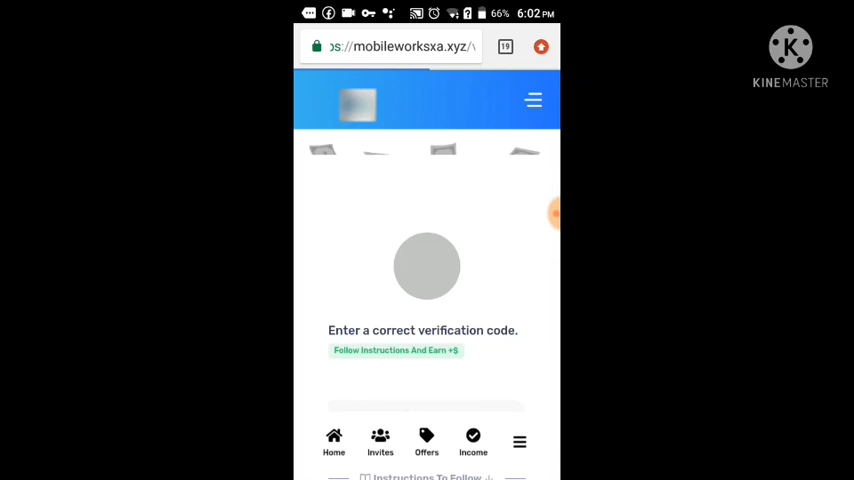 66% 6:02 PM
os://mobileworksxa.xyz/v
19
K
KINEMASTER
Enter a correct verification code.
Follow Instructions And Earn +$
Home Invites Offers Income
Instructions To Follow ↓